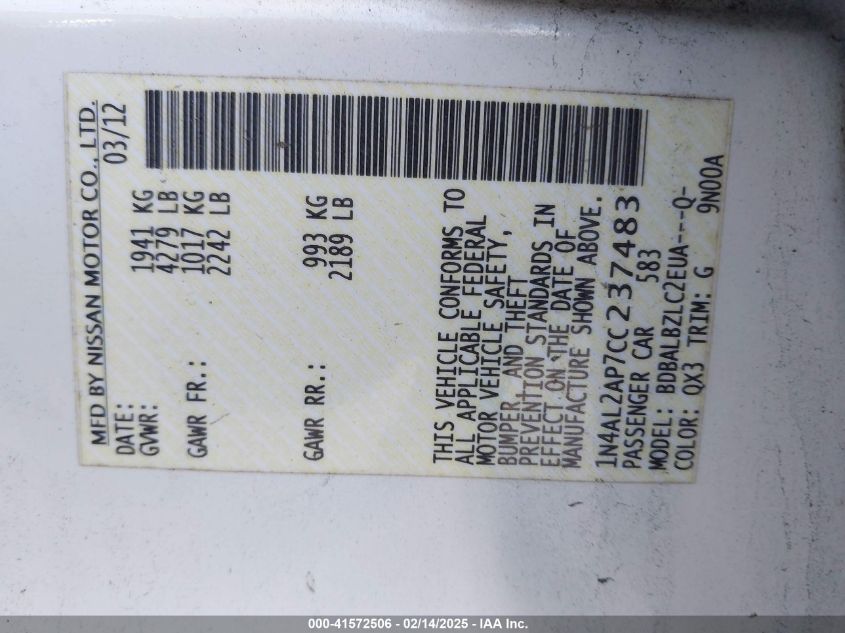 MFD BY NISSAN MOTOR CO., LTD.
DATE: 03/12
GVWR: 1941 KG
4279 LB
GAWR FR.: 1017 KG
2242 LB
GAWR RR.: 993 KG
2189 LB
THIS VEHICLE CONFORMS TO
ALL APPLICABLE FEDERAL
MOTOR VEHICLE SAFETY,
BUMPER, AND THEFT
PREVENTION STANDARDS IN
EFFECT ON THE DATE OF
MANUFACTURE SHOWN ABOVE.
1N4AL2AP7CC237483
PASSENGER CAR 583
MODEL: BDBALBZLC2EUA---Q-
COLOR: QX3 TRIM: G 9N00A
000-41572506 - 02/14/2025 - IAA Inc.